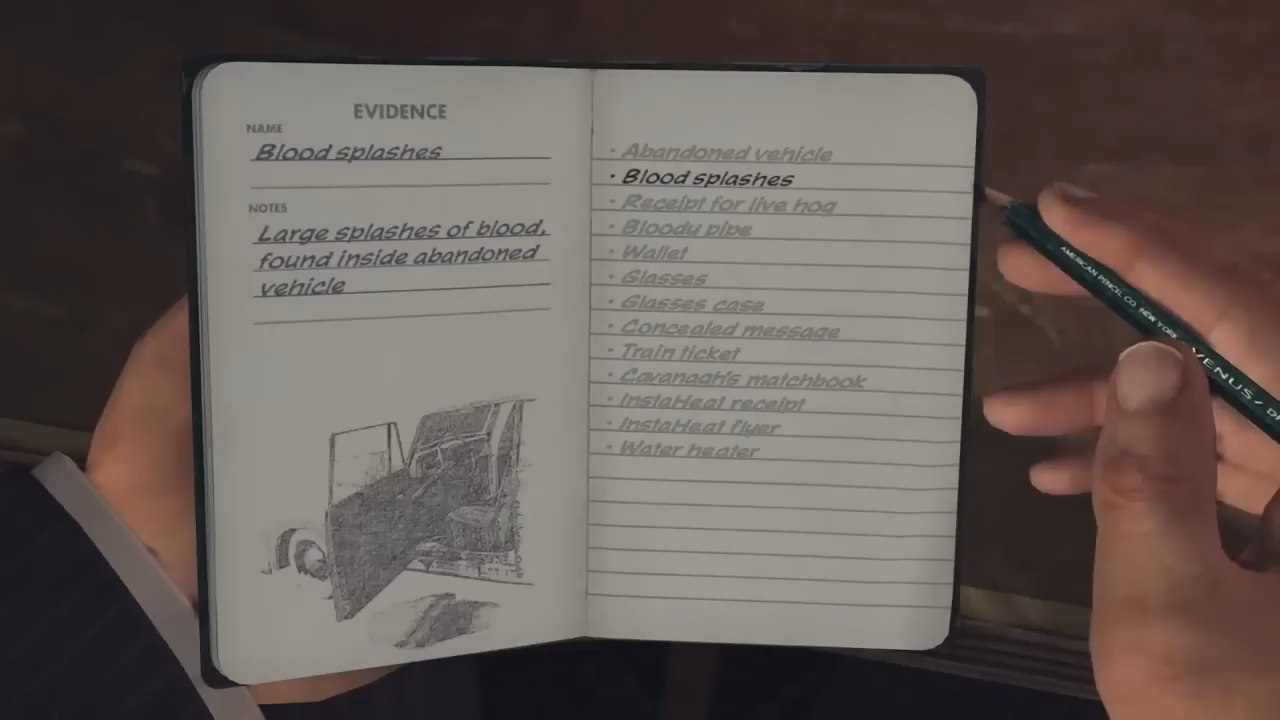 EVIDENCE
NAME
Blood splashes
NOTES
Large splashes of blood,
found inside abandoned
vehicle
• Abandoned vehicle
• Blood splashes
• Receipt for live hog
• Bloody pipe
• Wallet
• Glasses
• Glasses case
• Concealed message
• Train ticket
• Cavanagh's matchbook
• InstaHeat receipt
• InstaHeat flyer
• Water heater
AMERICAN PENCIL CO. NEW YORK
VENUS/